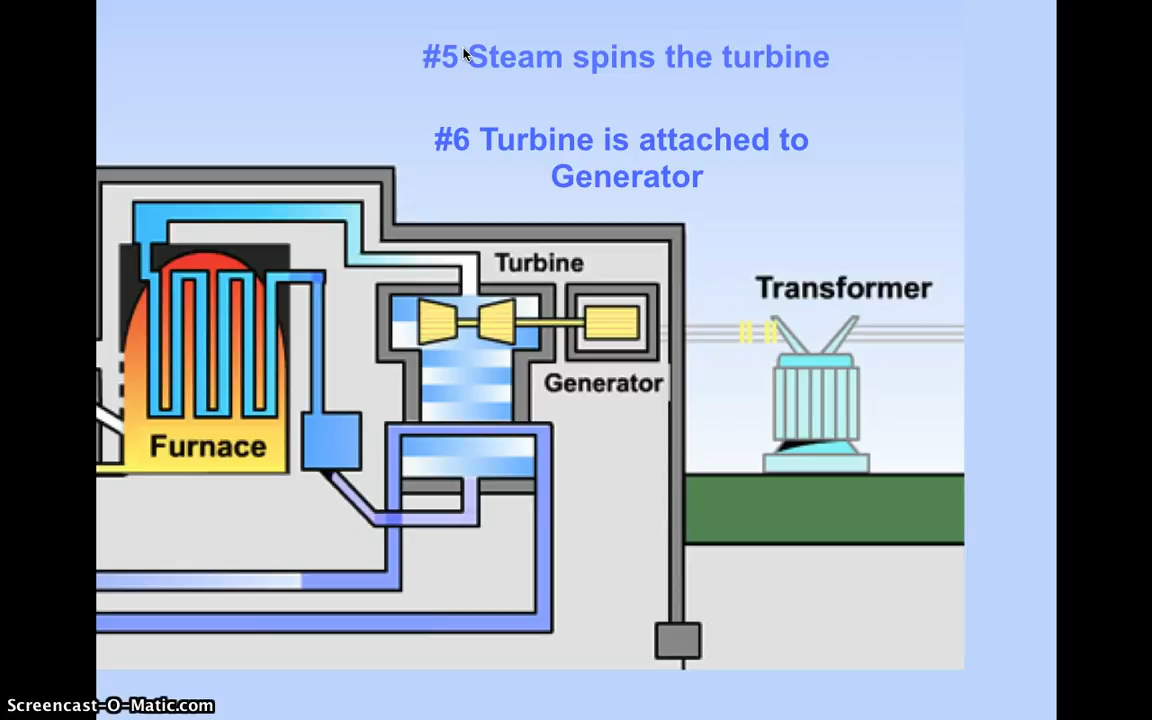 #5 Steam spins the turbine
#6 Turbine is attached to
Generator
Turbine
Transformer
Generator
Furnace
Screencast-O-Matic.com